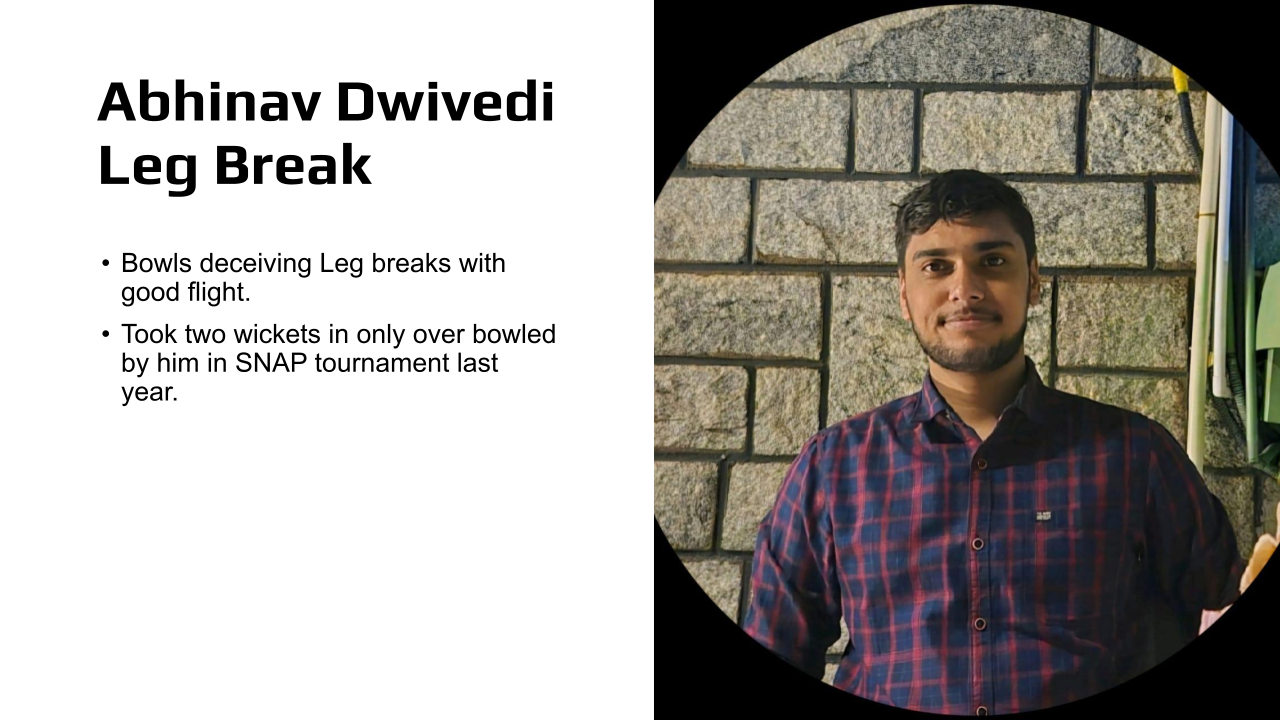 Abhinav Dwivedi
Leg Break
• Bowls deceiving Leg breaks with
good flight.
• Took two wickets in only over bowled
by him in SNAP tournament last
year.